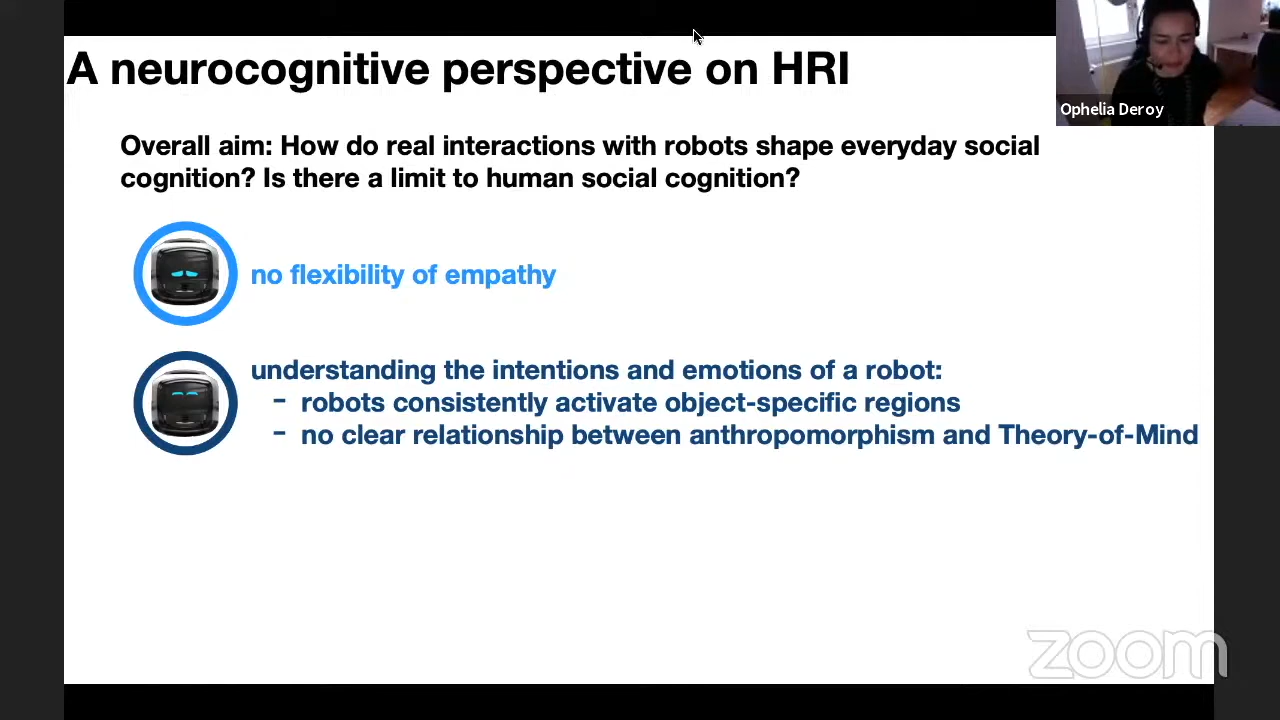 A neurocognitive perspective on HRI
Ophelia Deroy
Overall aim: How do real interactions with robots shape everyday social
cognition? Is there a limit to human social cognition?
no flexibility of empathy
understanding the intentions and emotions of a robot:
- robots consistently activate object-specific regions
- no clear relationship between anthropomorphism and Theory-of-Mind
zoom